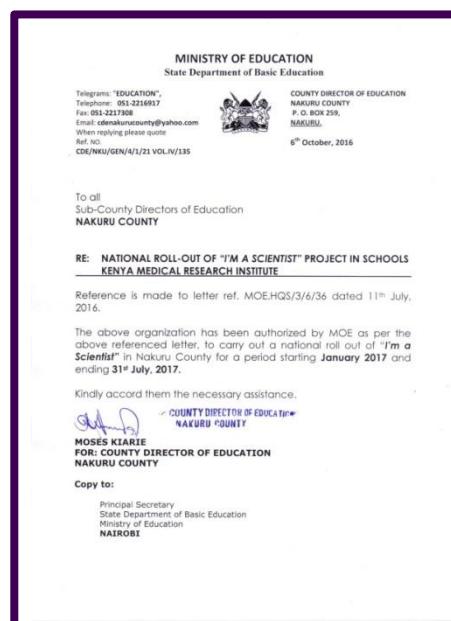 MINISTRY OF EDUCATION
State Department of Basic Education
Telegrams: "EDUCATION",
Telephone: 051-2216917
Fax: 051-2217308
Email: cdenakurucounty@yahoo.com
When replying please quote
Ref. NO.
CDE/NKU/GEN/4/1/21 VOL.IV/135
COUNTY DIRECTOR OF EDUCATION
NAKURU COUNTY
P. O. BOX 259,
NAKURU.
6th October, 2016
To all
Sub-County Directors of Education
NAKURU COUNTY
RE: NATIONAL ROLL-OUT OF "I'M A SCIENTIST" PROJECT IN SCHOOLS
KENYA MEDICAL RESEARCH INSTITUTE
Reference is made to letter ref. MOE.HQS/3/6/36 dated 11th July,
2016.
The above organization has been authorized by MOE as per the
above referenced letter, to carry out a national roll out of "I'm a
Scientist" in Nakuru County for a period starting January 2017 and
ending 31st July, 2017.
Kindly accord them the necessary assistance.
COUNTY DIRECTOR OF EDUCATION
NAKURU COUNTY
MOSES KIARIE
FOR: COUNTY DIRECTOR OF EDUCATION
NAKURU COUNTY
Copy to:
Principal Secretary
State Department of Basic Education
Ministry of Education
NAIROBI